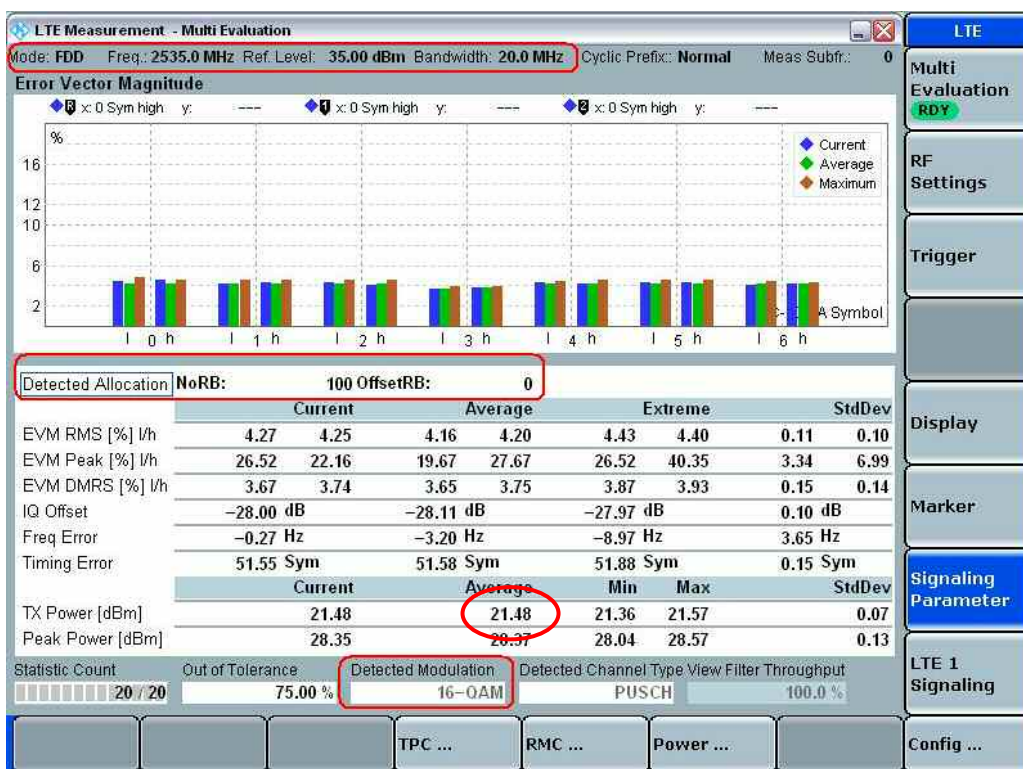 LTE Measurement - Multi Evaluation
LTE
Mode: FDD Freq.: 2535.0 MHz Ref. Level: 35.00 dBm Bandwidth: 20.0 MHz Cyclic Prefix:: Normal Meas Subfr.: 0
Multi Evaluation
RDY
Error Vector Magnitude
0 x: 0 Sym high y: --- 1 x: 0 Sym high y: --- 2 x: 0 Sym high y: ---
%
Current
Average
Maximum
16
12
10
6
2
A Symbol
l 0 h l 1 h l 2 h l 3 h l 4 h l 5 h l 6 h
RF Settings
Trigger
Detected Allocation NoRB: 100 OffsetRB: 0
Current Average Extreme StdDev
EVM RMS [%] l/h 4.27 4.25 4.16 4.20 4.43 4.40 0.11 0.10
EVM Peak [%] l/h 26.52 22.16 19.67 27.67 26.52 40.35 3.34 6.99
EVM DMRS [%] l/h 3.67 3.74 3.65 3.75 3.87 3.93 0.15 0.14
IQ Offset -28.00 dB -28.11 dB -27.97 dB 0.10 dB
Freq Error -0.27 Hz -3.20 Hz -8.97 Hz 3.65 Hz
Timing Error 51.55 Sym 51.58 Sym 51.88 Sym 0.15 Sym
Current Average Min Max StdDev
TX Power [dBm] 21.48 21.48 21.36 21.57 0.07
Peak Power [dBm] 28.35 28.37 28.04 28.57 0.13
Display
Marker
Signaling Parameter
Statistic Count Out of Tolerance Detected Modulation Detected Channel Type View Filter Throughput
20 / 20 75.00 % 16-QAM PUSCH 100.0 %
LTE 1 Signaling
TPC ... RMC ... Power ... Config ...